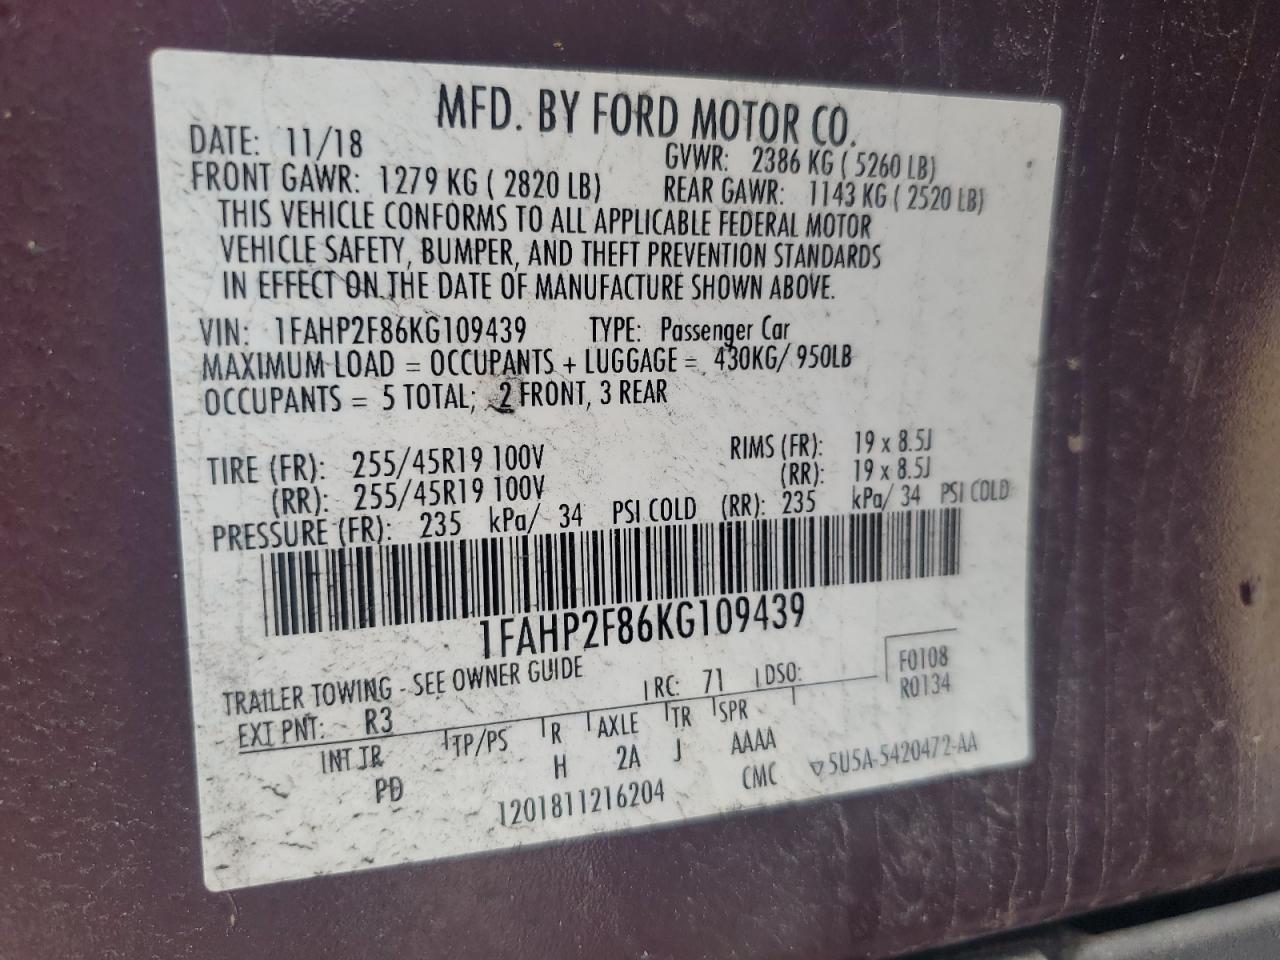 MFD. BY FORD MOTOR CO.
DATE: 11/18 GVWR: 2386 KG ( 5260 LB)
FRONT GAWR: 1279 KG ( 2820 LB) REAR GAWR: 1143 KG ( 2520 LB)
THIS VEHICLE CONFORMS TO ALL APPLICABLE FEDERAL MOTOR
VEHICLE SAFETY, BUMPER, AND THEFT PREVENTION STANDARDS
IN EFFECT ON THE DATE OF MANUFACTURE SHOWN ABOVE.
VIN: 1FAHP2F86KG109439 TYPE: Passenger Car
MAXIMUM LOAD = OCCUPANTS + LUGGAGE = 430KG/ 950LB
OCCUPANTS = 5 TOTAL; 2 FRONT, 3 REAR
TIRE (FR): 255/45R19 100V RIMS (FR): 19 x 8.5J
(RR): 255/45R19 100V (RR): 19 x 8.5J
PRESSURE (FR): 235 kPa/ 34 PSI COLD (RR): 235 kPa/ 34 PSI COLD
1FAHP2F86KG109439
TRAILER TOWING - SEE OWNER GUIDE
F0108
EXT PNT: R3 RC: 71 DSO: R0134
INT TR TP/PS R AXLE TR SPR
PD H 2A J AAAA
1201811216204 CMC ▽5U5A-5420472-AA